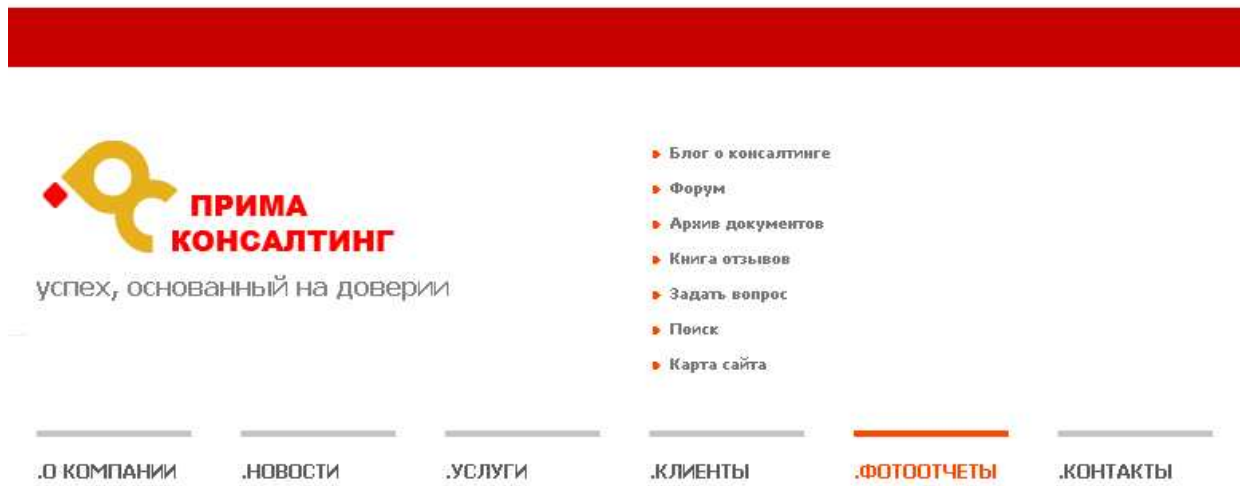 ПРИМА
КОНСАЛТИНГ
успех, основанный на доверии
Блог о консалтинге
Форум
Архив документов
Книга отзывов
Задать вопрос
Поиск
Карта сайта
.О КОМПАНИИ .НОВОСТИ .УСЛУГИ .КЛИЕНТЫ .ФОТООТЧЕТЫ .КОНТАКТЫ